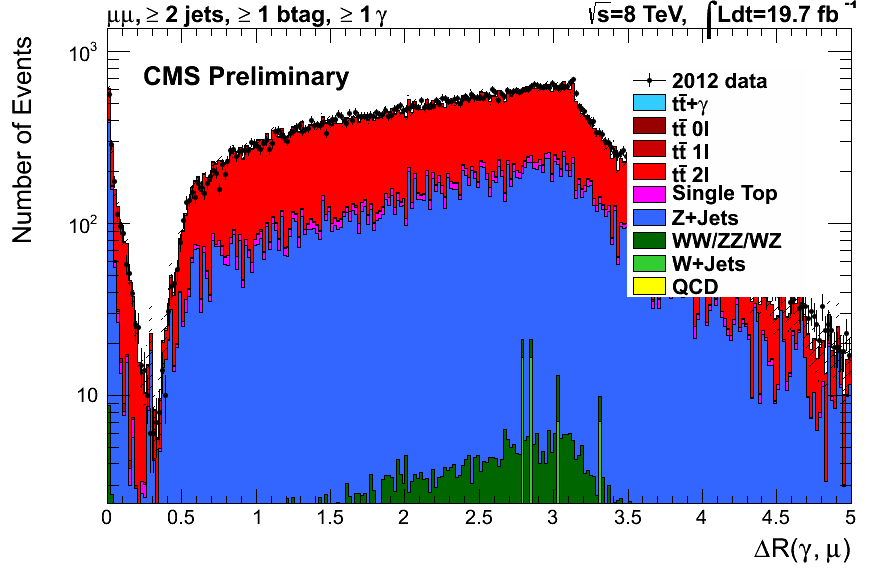 μμ, ≥ 2 jets, ≥ 1 btag, ≥ 1 γ
√s=8 TeV, ∫Ldt=19.7 fb⁻¹
CMS Preliminary
Number of Events
10³
10²
10
2012 data
tt̄+γ
tt̄ 0l
tt̄ 1l
tt̄ 2l
Single Top
Z+Jets
WW/ZZ/WZ
W+Jets
QCD
0 0.5 1 1.5 2 2.5 3 3.5 4 4.5 5
ΔR(γ, μ)